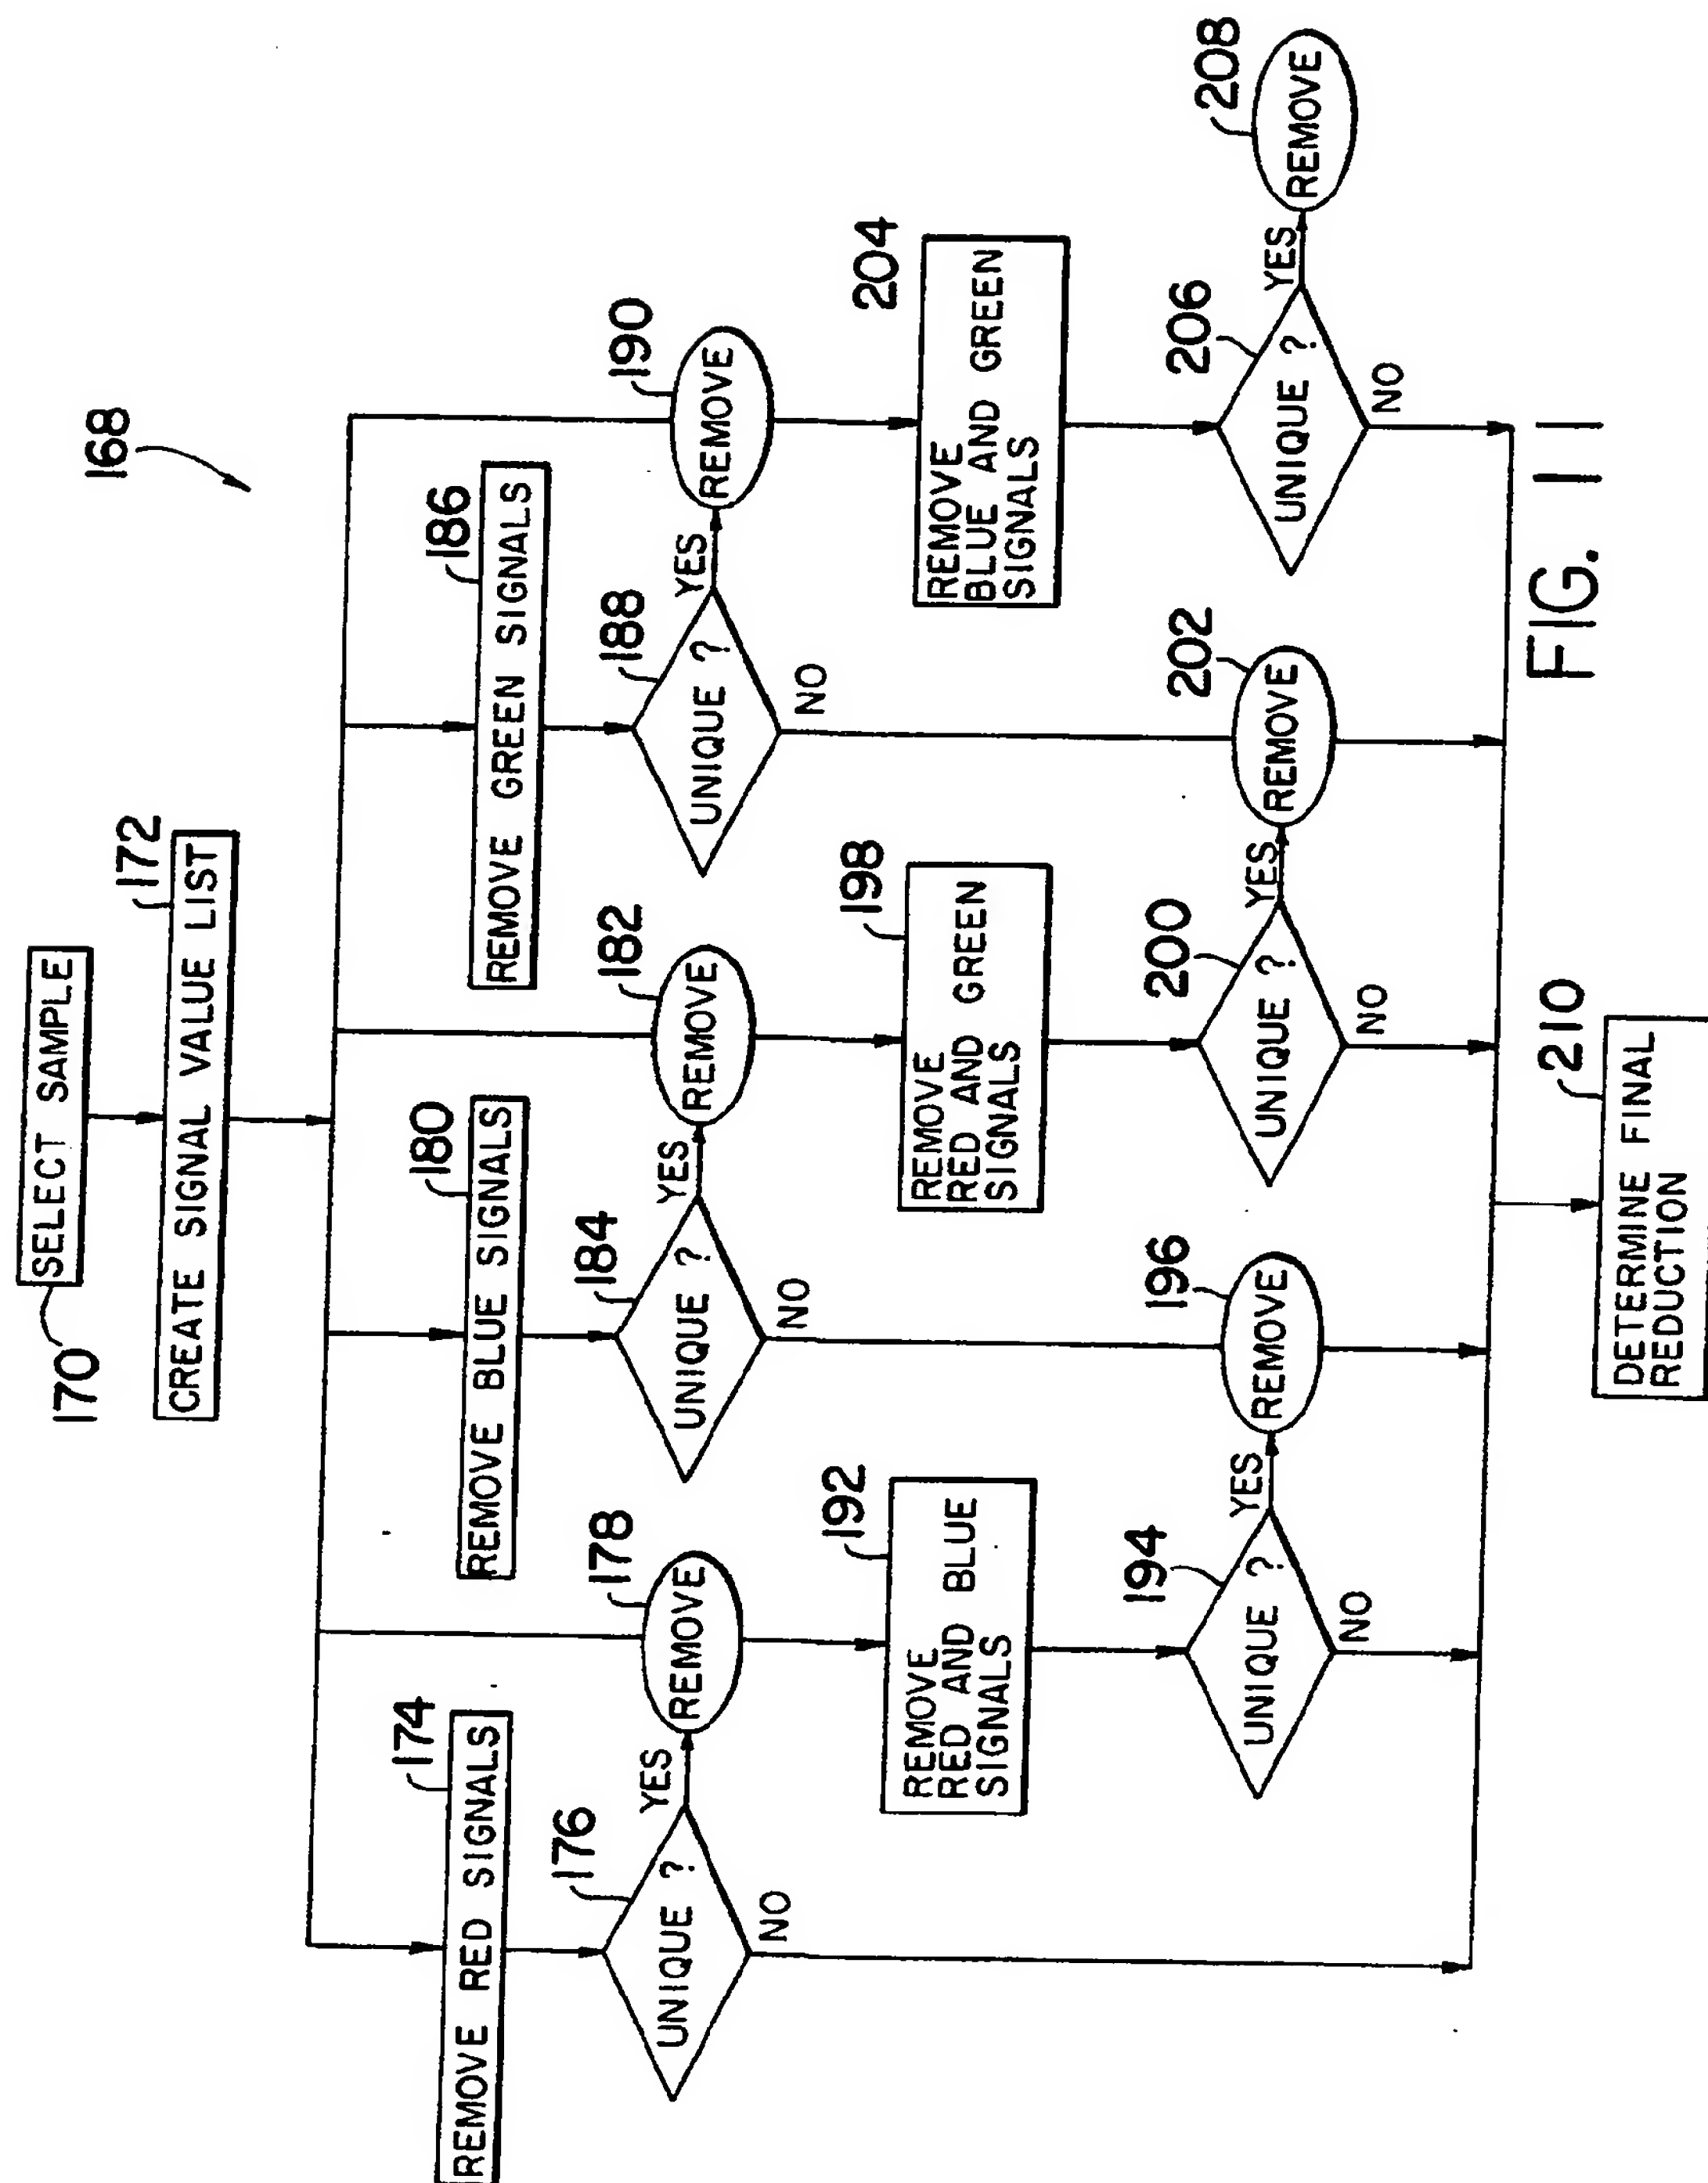 168
170
SELECT SAMPLE
172
CREATE SIGNAL VALUE LIST
174
REMOVE RED SIGNALS
180
REMOVE BLUE SIGNALS
186
REMOVE GREEN SIGNALS
176
UNIQUE ?
YES
NO
178
REMOVE
184
UNIQUE ?
YES
NO
182
REMOVE
188
UNIQUE ?
YES
NO
190
REMOVE
192
REMOVE
RED AND BLUE
SIGNALS
198
REMOVE
RED AND GREEN
SIGNALS
204
REMOVE
BLUE AND GREEN
SIGNALS
194
UNIQUE ?
YES
NO
196
REMOVE
200
UNIQUE ?
YES
NO
202
REMOVE
206
UNIQUE ?
YES
NO
208
REMOVE
210
DETERMINE FINAL
REDUCTION
FIG. 11